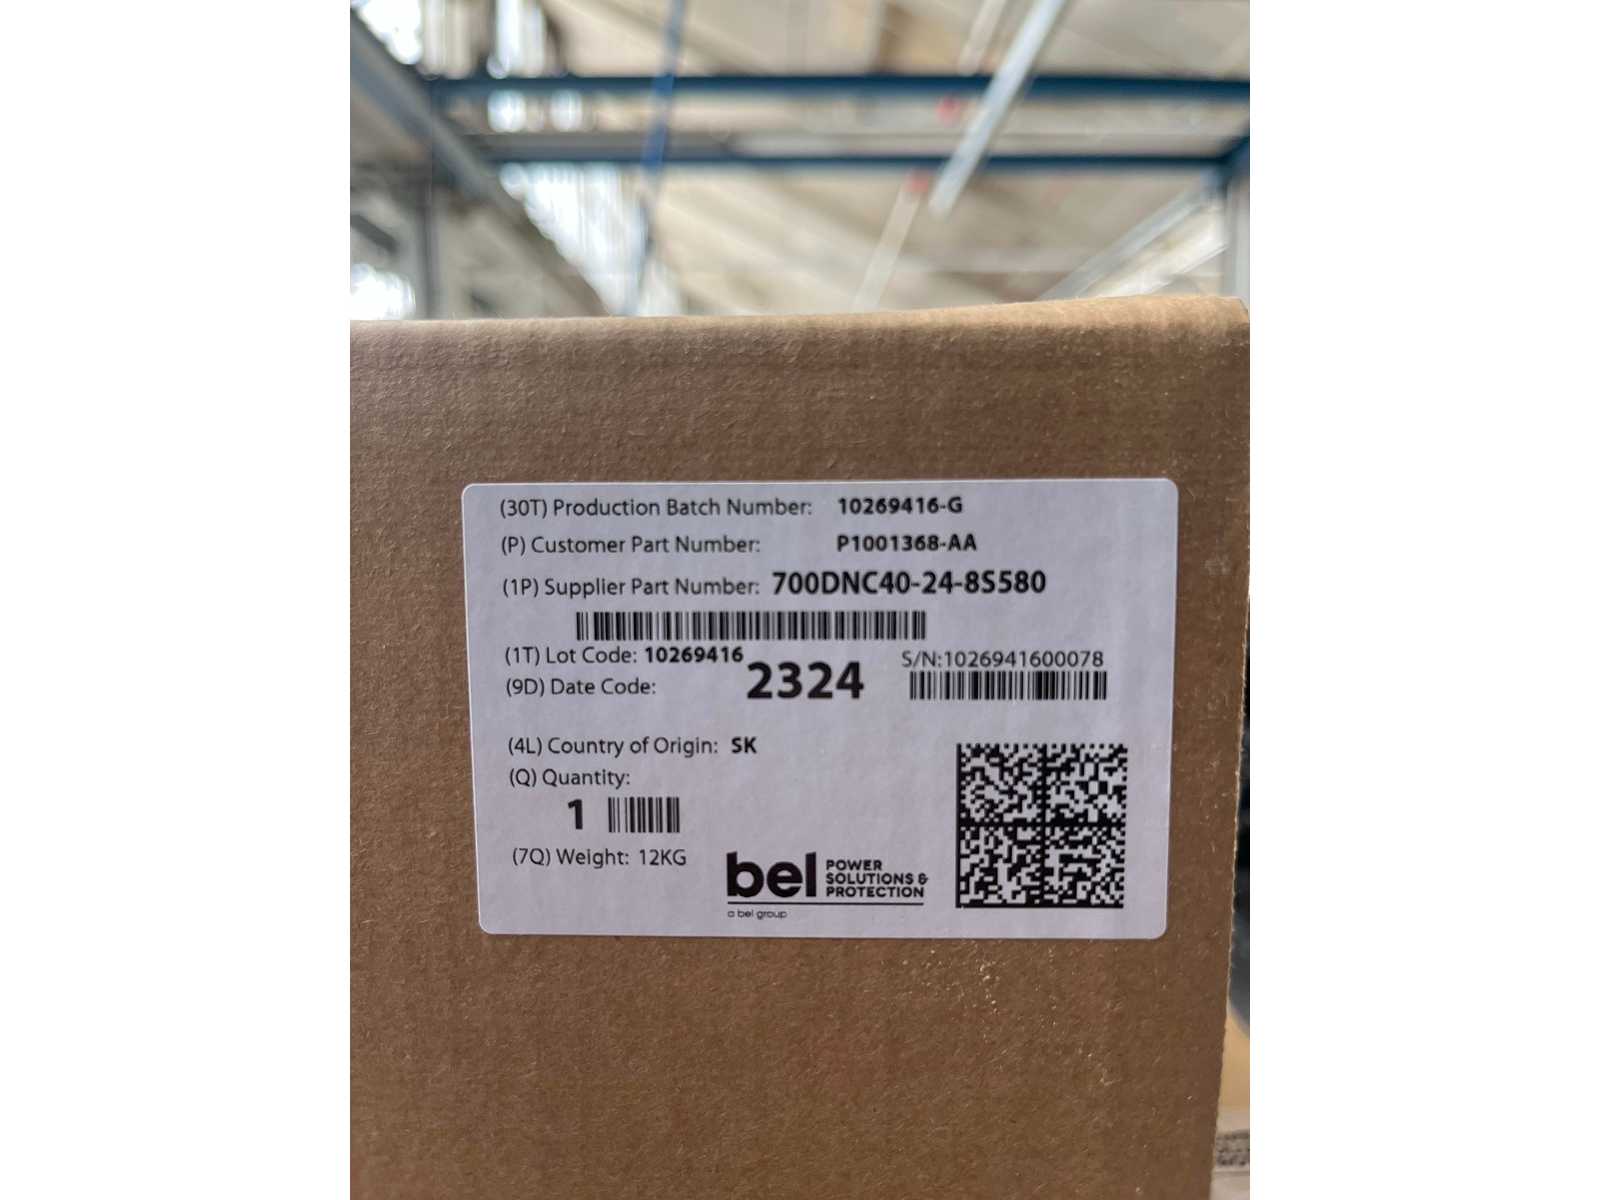 (30T) Production Batch Number: 10269416-G
(P) Customer Part Number: P1001368-AA
(1P) Supplier Part Number: 700DNC40-24-8S580
(1T) Lot Code: 10269416
S/N:1026941600078
(9D) Date Code: 2324
(4L) Country of Origin: SK
(Q) Quantity:
1
(7Q) Weight: 12KG
bel POWER
SOLUTIONS &
PROTECTION
a bel group